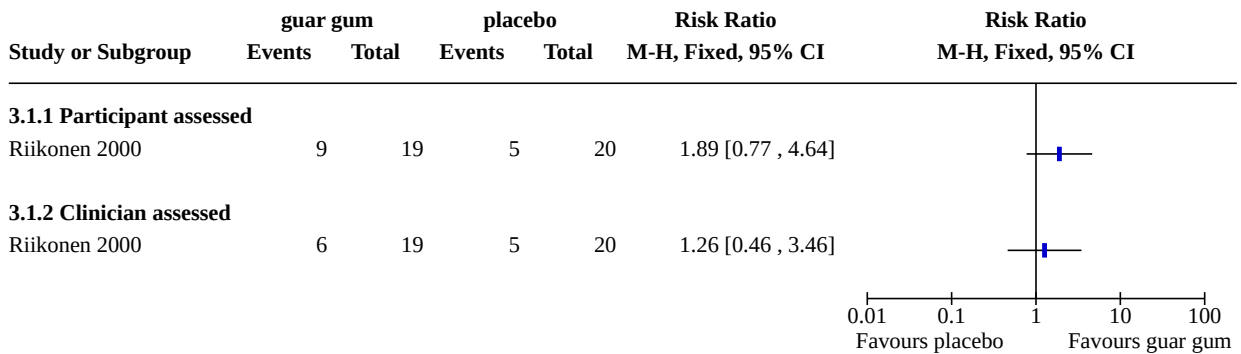 guar gum placebo Risk Ratio Risk Ratio
Study or Subgroup Events Total Events Total M-H, Fixed, 95% CI M-H, Fixed, 95% CI
3.1.1 Participant assessed
Riikonen 2000 9 19 5 20 1.89 [0.77 , 4.64]
3.1.2 Clinician assessed
Riikonen 2000 6 19 5 20 1.26 [0.46 , 3.46]
0.01 0.1 1 10 100
Favours placebo Favours guar gum